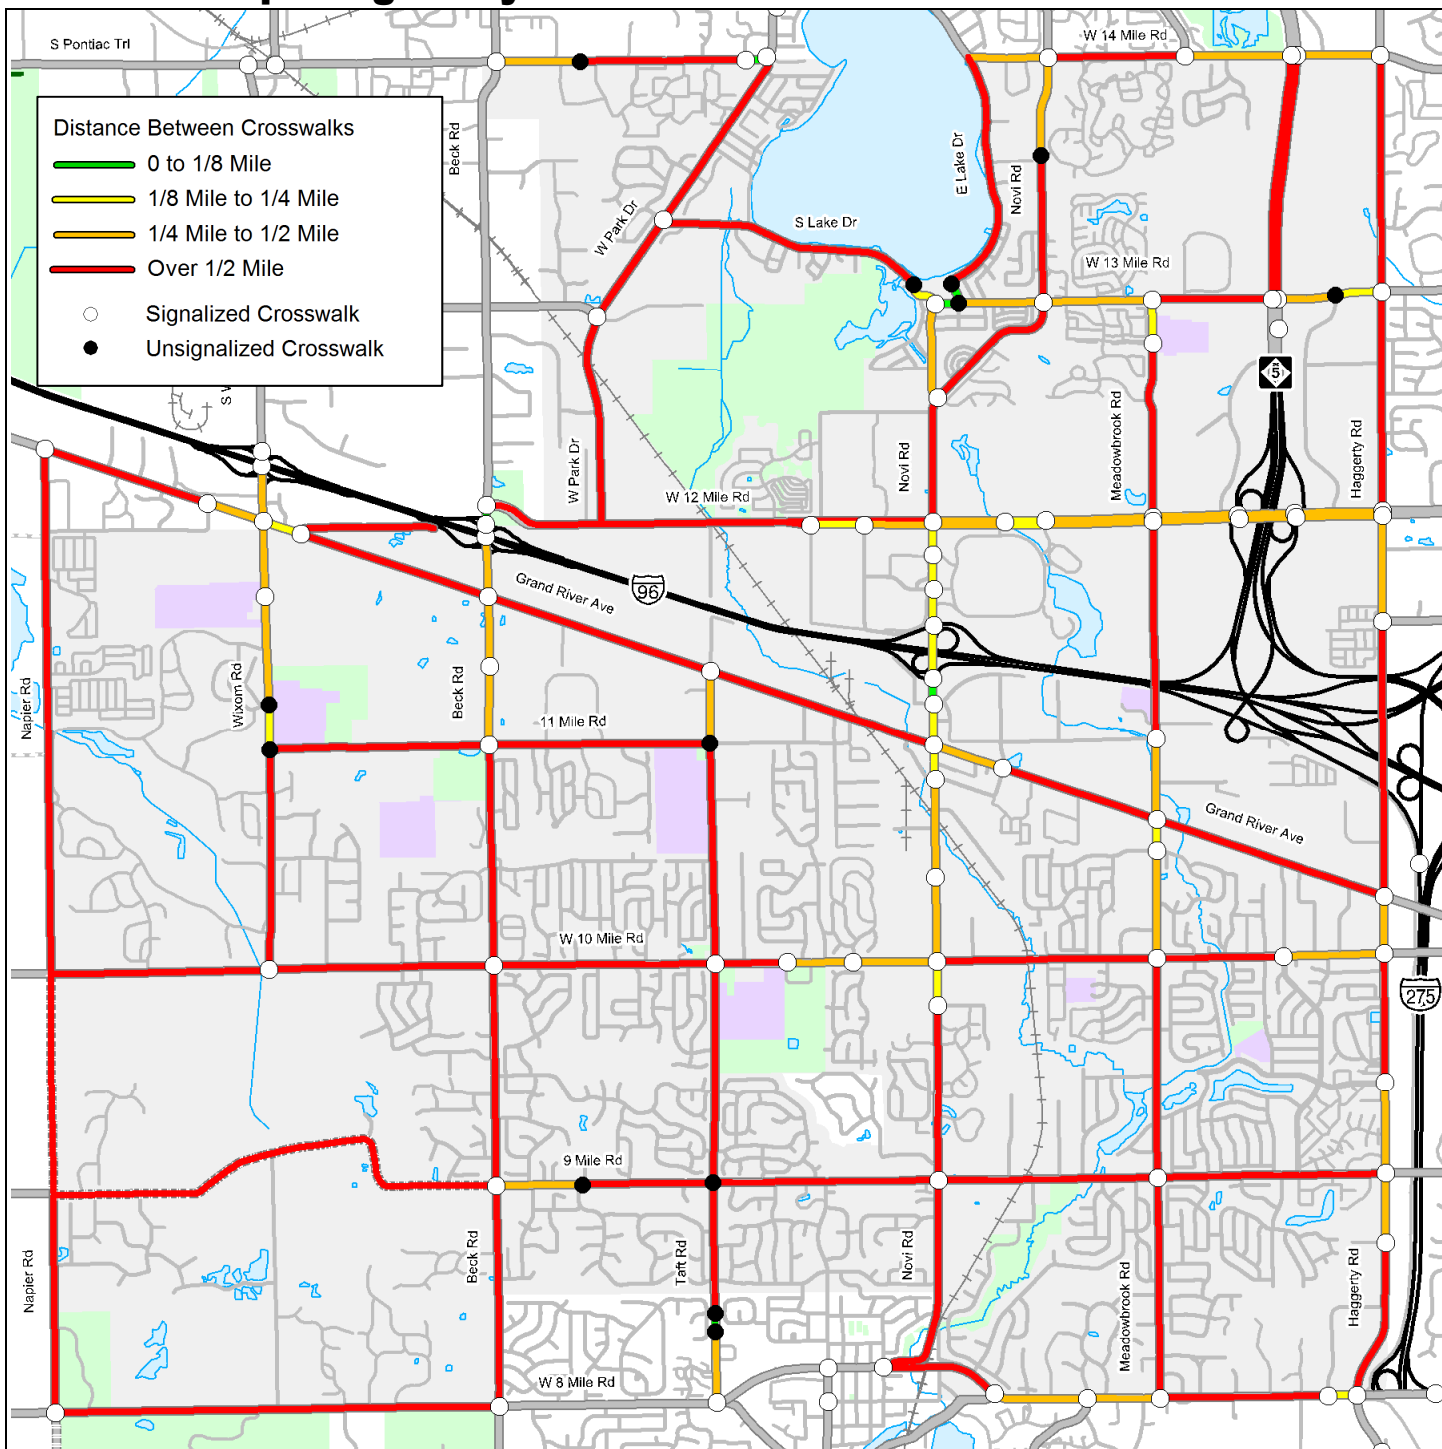 S Pontiac Trl
W 14 Mile Rd
Distance Between Crosswalks
0 to 1/8 Mile
1/8 Mile to 1/4 Mile
1/4 Mile to 1/2 Mile
Over 1/2 Mile
Signalized Crosswalk
Unsignalized Crosswalk
Beck Rd
E Lake Dr
Novi Rd
W Park Dr
S Lake Dr
W 13 Mile Rd
5
Meadowbrook Rd
Haggerty Rd
W Park Dr
Novi Rd
W 12 Mile Rd
Grand River Ave
96
Napier Rd
Wixom Rd
Beck Rd
11 Mile Rd
Grand River Ave
W 10 Mile Rd
275
9 Mile Rd
Napier Rd
Beck Rd
Taft Rd
Novi Rd
Meadowbrook Rd
Haggerty Rd
W 8 Mile Rd